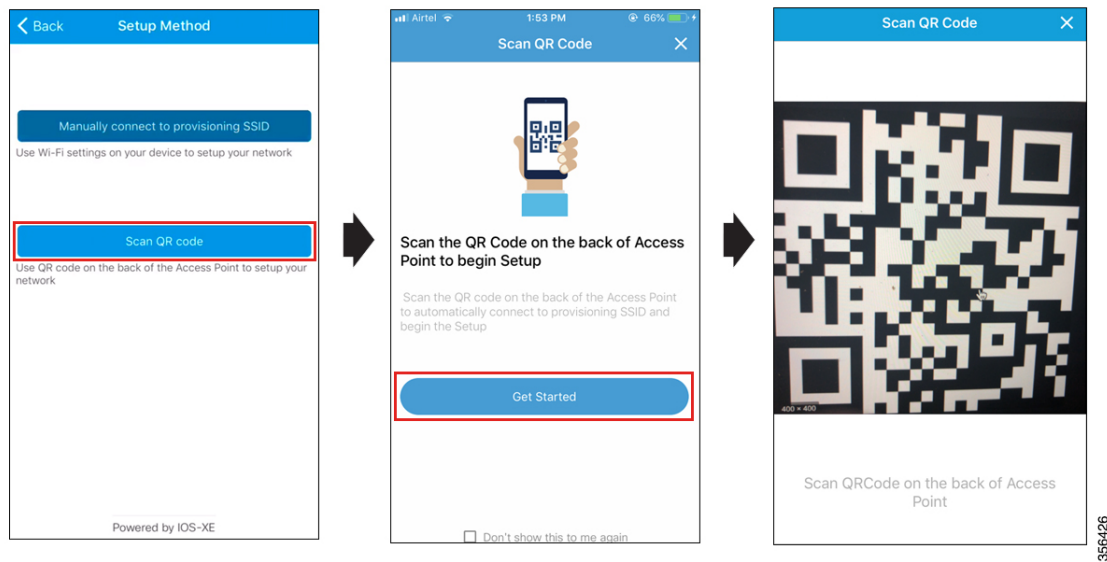 Back
Setup Method
Manually connect to provisioning SSID
Use Wi-Fi settings on your device to setup your network
Scan QR code
Use QR code on the back of the Access Point to setup your
network
Powered by IOS-XE
Airtel
1:53 PM
66%
Scan QR Code
Scan the QR Code on the back of Access
Point to begin Setup
Scan the QR code on the back of the Access Point
to automatically connect to provisioning SSID and
begin the Setup
Get Started
Don't show this to me again
Scan QR Code
400 × 400
Scan QRCode on the back of Access
Point
356426